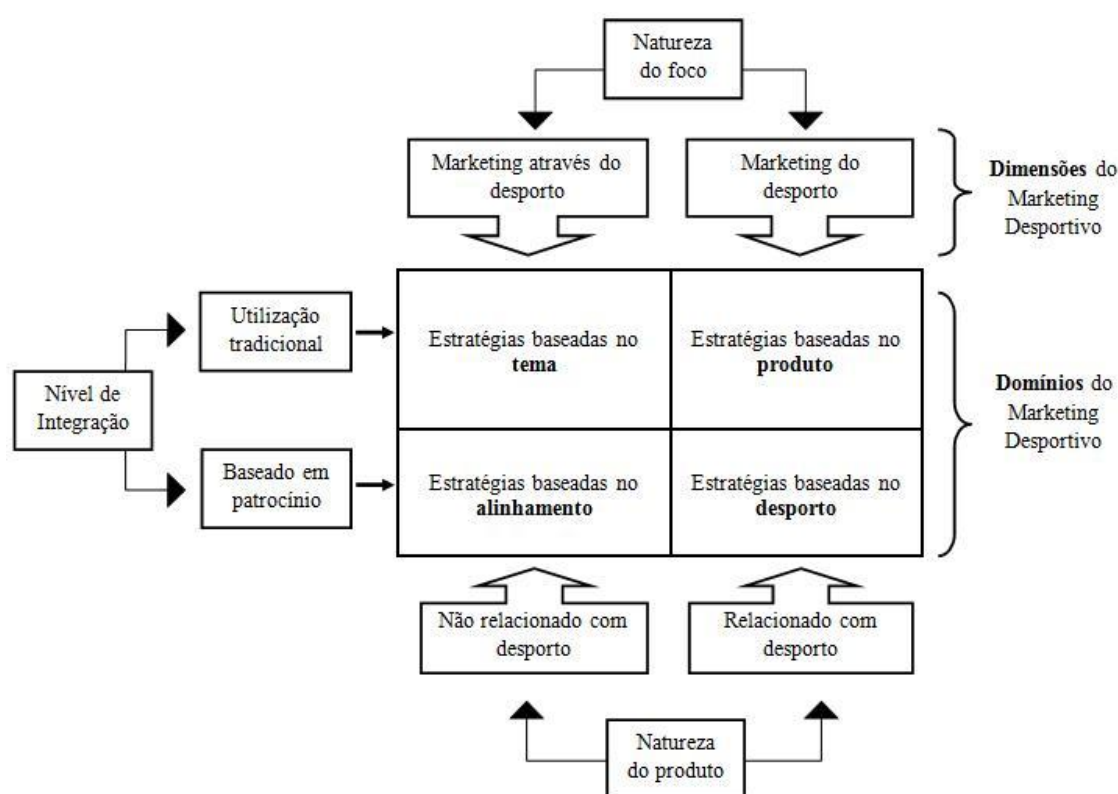 Natureza
do foco
Marketing através do
desporto
Marketing do
desporto
Dimensões do
Marketing
Desportivo
Utilização
tradicional
Estratégias baseadas no
tema
Estratégias baseadas no
produto
Nível de
Integração
Domínios do
Marketing
Desportivo
Baseado em
patrocínio
Estratégias baseadas no
alinhamento
Estratégias baseadas no
desporto
Não relacionado com
desporto
Relacionado com
desporto
Natureza
do produto